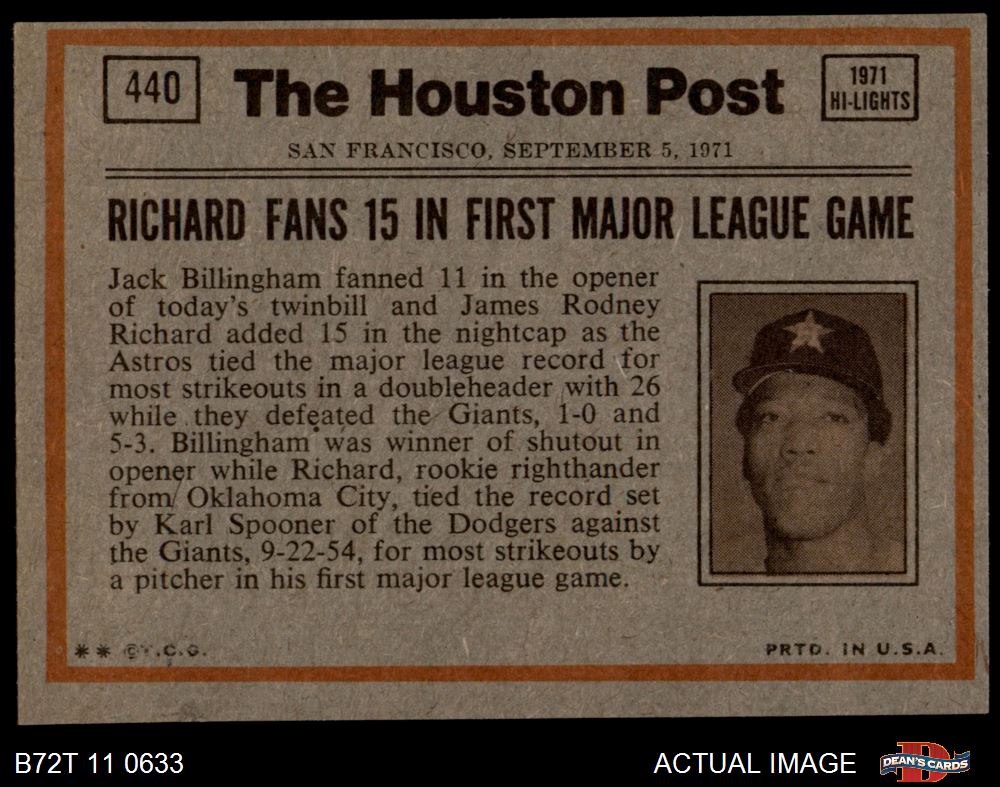 440
The Houston Post
1971
HI-LIGHTS
SAN FRANCISCO, SEPTEMBER 5, 1971
RICHARD FANS 15 IN FIRST MAJOR LEAGUE GAME
Jack Billingham fanned 11 in the opener
of today's twinbill and James Rodney
Richard added 15 in the nightcap as the
Astros tied the major league record for
most strikeouts in a doubleheader with 26
while they defeated the Giants, 1-0 and
5-3. Billingham was winner of shutout in
opener while Richard, rookie righthander
from Oklahoma City, tied the record set
by Karl Spooner of the Dodgers against
the Giants, 9-22-54, for most strikeouts by
a pitcher in his first major league game.
** © T.C.G.
PRTD. IN U.S.A.
B72T 11 0633
ACTUAL IMAGE
D
DEAN'S CARDS